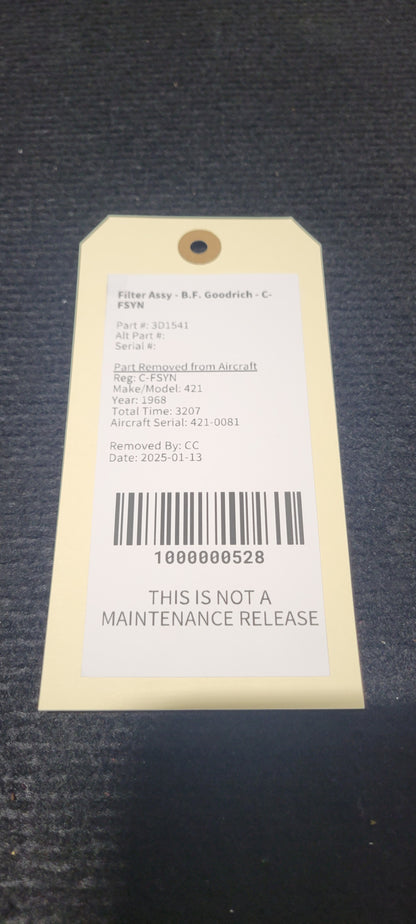 Filter Assy - B.F. Goodrich - C-
FSYN
Part #: 3D1541
Alt Part #:
Serial #:
Part Removed from Aircraft
Reg: C-FSYN
Make/Model: 421
Year: 1968
Total Time: 3207
Aircraft Serial: 421-0081
Removed By: CC
Date: 2025-01-13
1000000528
THIS IS NOT A
MAINTENANCE RELEASE